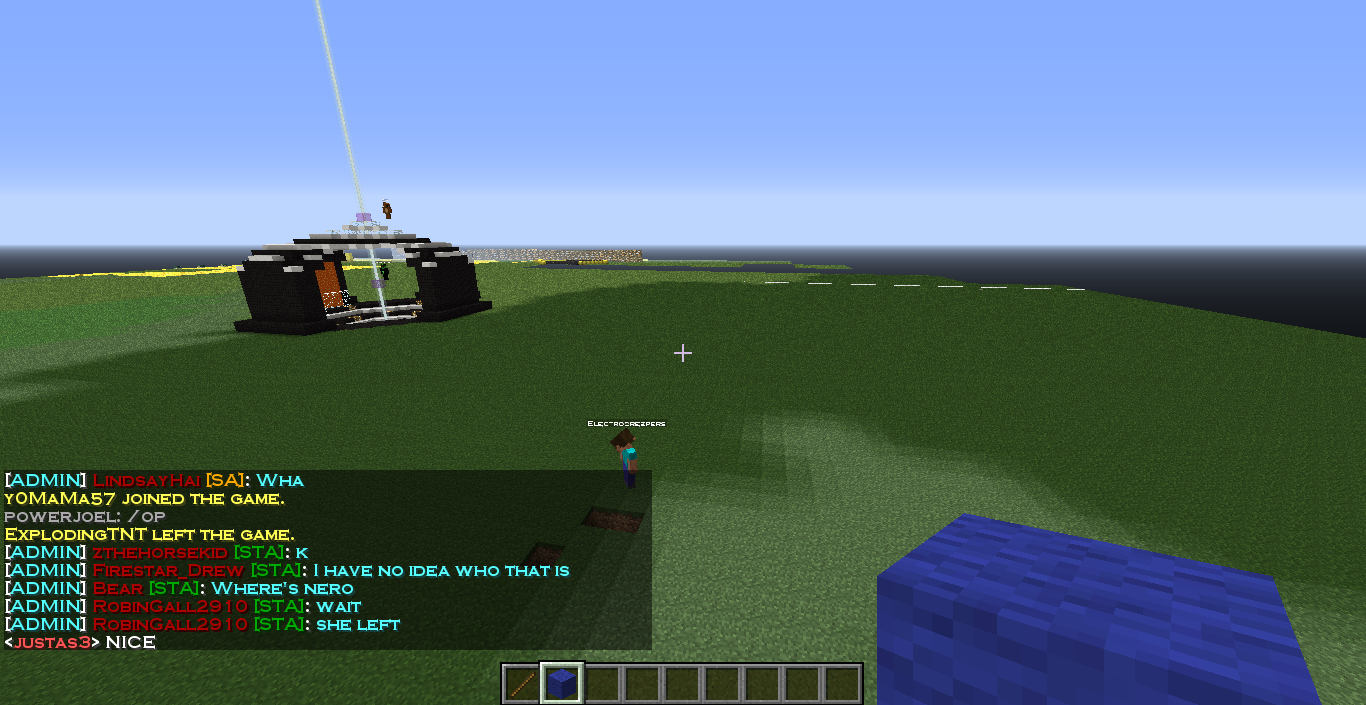 Electrocreepers
[ADMIN] LindsayHai [SA]: Wha
y0MaMa57 joined the game.
powerjoel: /op
ExplodingTNT left the game.
[ADMIN] zthehorsekid [STA]: k
[ADMIN] Firestar_Drew [STA]: I have no idea who that is
[ADMIN] Bear [STA]: Where's nero
[ADMIN] RobinGall2910 [STA]: wait
[ADMIN] RobinGall2910 [STA]: she left
<justas3> NICE